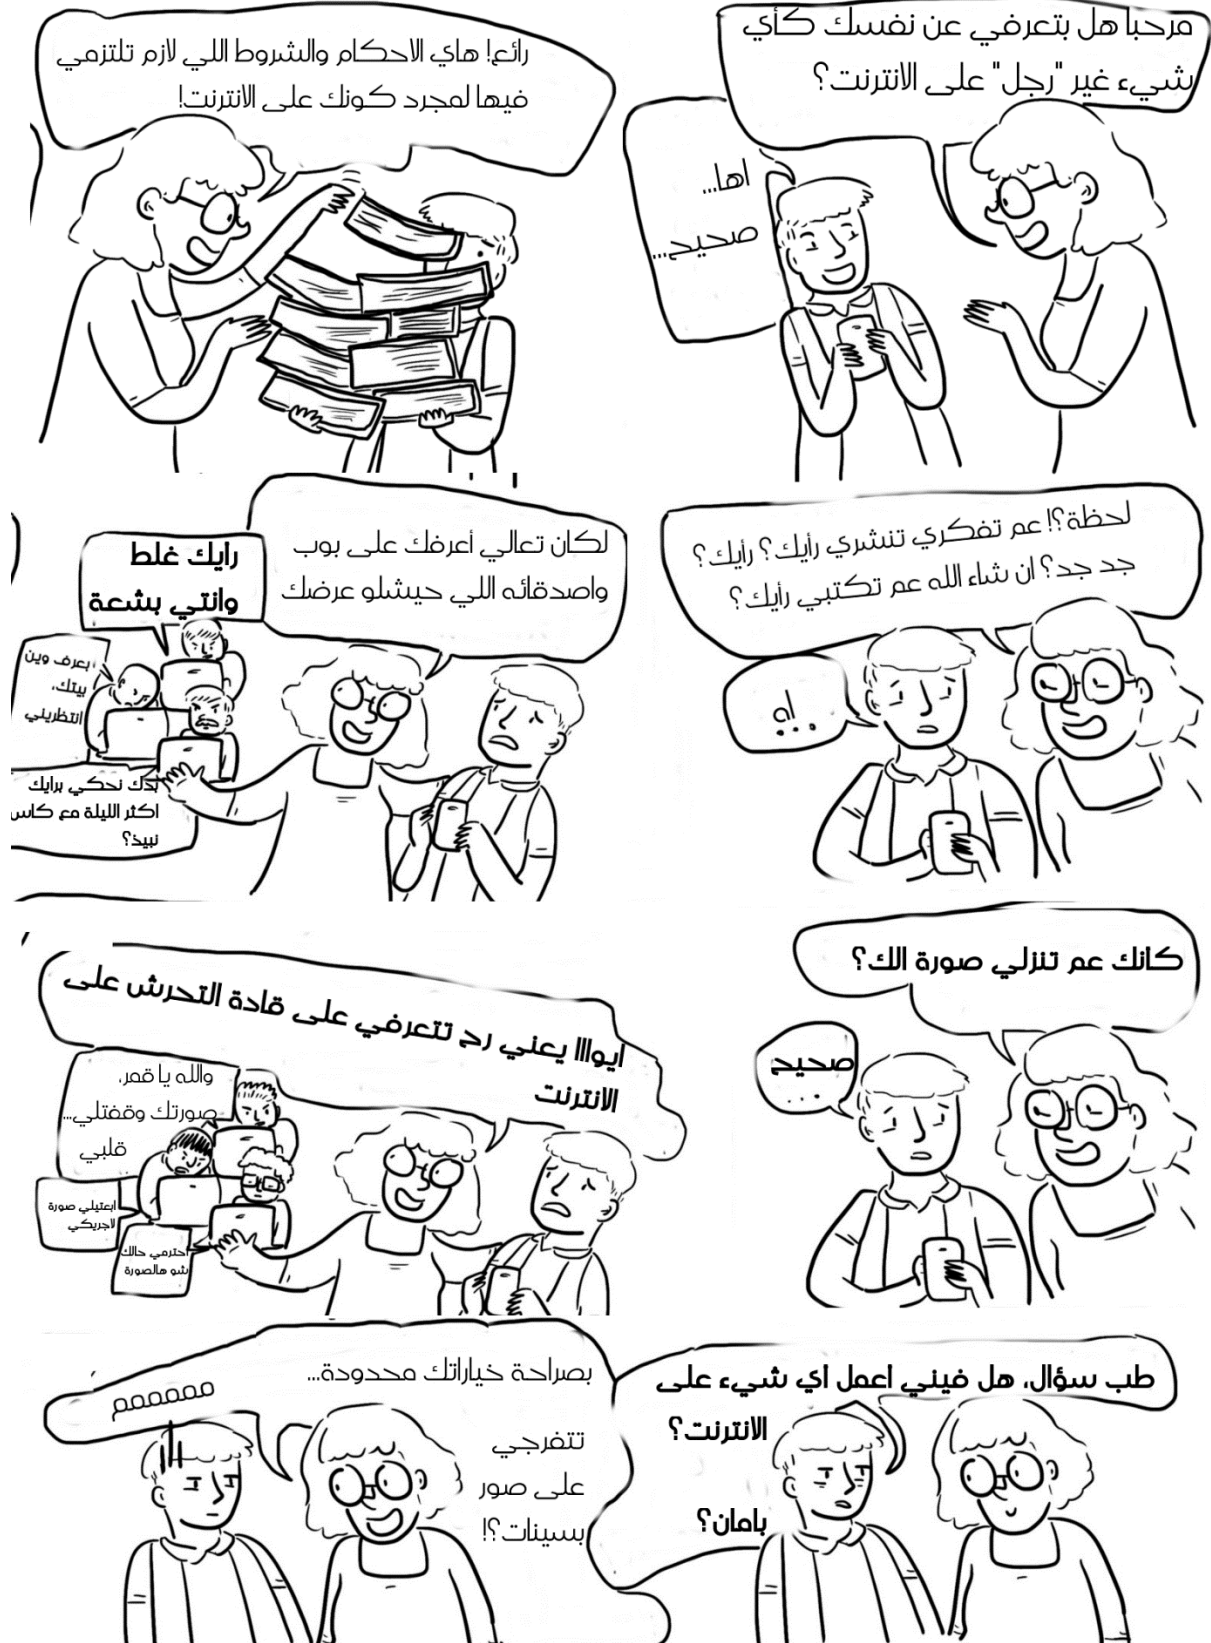 مرحبا هل بتعرفي عن نفسك كأي
شيء غير "رجل" على الانترنت؟
اها...
صحيح...
رائع! هاي الاحكام والشروط اللي لازم تلتزمي
فيها لمجرد كونك على الانترنت!
لحظة؟! عم تفكري تنشري رأيك؟ رأيك؟
جد جد؟ ان شاء الله عم تكتبي رأيك؟
اه
...
لكان تعالي أعرفك على بوب
واصدقائه اللي حيشلو عرضك
رايك غلط
وانتي بشعة
بعرف وين
بيتك،
انتظريني
بدك نحكي برايك
اكثر الليلة مع كاس
نبيذ؟
كانك عم تنزلي صورة الك؟
صحيح
...
ايواا يعني رح تتعرفي على قادة التحرش على
الانترنت
والله يا قمر،
صورتك وقفتلي...
قلبي
ابعتيلي صورة
لاجريكي
احترمي حالك
شو هالصورة
طب سؤال، هل فيني اعمل أي شيء على
الانترنت؟
بامان؟
بصراحة خياراتك محدودة...
مممممم
تتفرجي
على صور
بسينات؟!